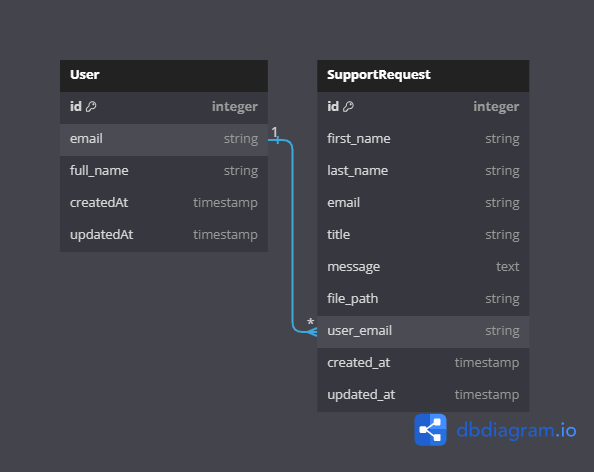 User
id integer
email string
full_name string
createdAt timestamp
updatedAt timestamp
1
*
SupportRequest
id integer
first_name string
last_name string
email string
title string
message text
file_path string
user_email string
created_at timestamp
updated_at timestamp
dbdiagram.io